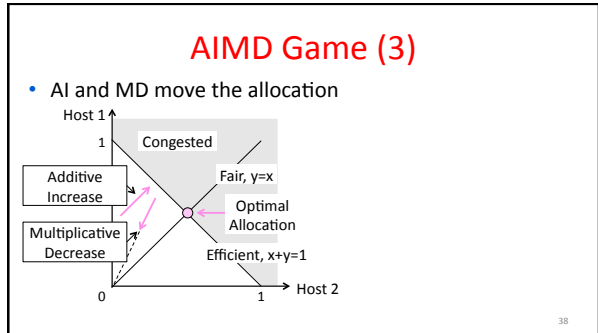 AIMD Game (3)
• AI and MD move the allocation
Host 1
1
Congested
Fair, y=x
Additive
Increase
Optimal
Allocation
Multiplicative
Decrease
Efficient, x+y=1
0
1
Host 2
38